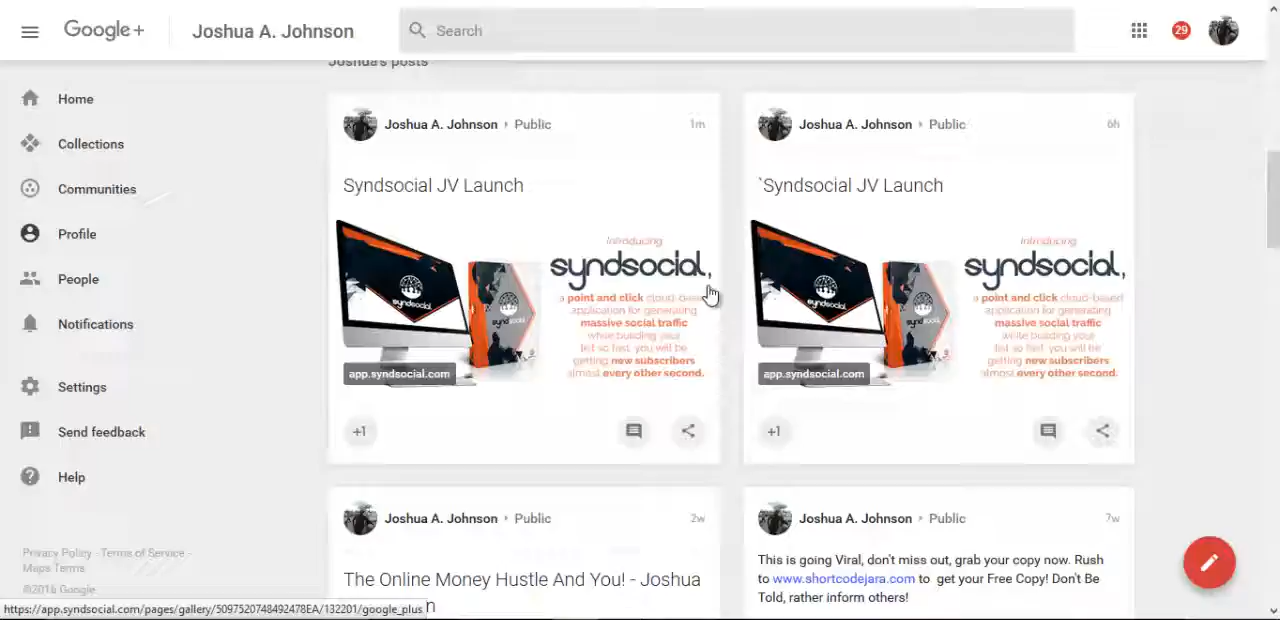 Google+
Joshua A. Johnson
Search
29
Joshua's posts
Home
Collections
Communities
Profile
People
Notifications
Settings
Send feedback
Help
Privacy Policy - Terms of Service -
Maps Terms
©2016 Google
Joshua A. Johnson
Public
1m
Syndsocial JV Launch
Introducing
syndsocial,
a point and click cloud-based
application for generating
massive social traffic
while building your
list so fast, you will be
getting new subscribers
almost every other second.
syndsocial
app.syndsocial.com
+1
Joshua A. Johnson
Public
6h
`Syndsocial JV Launch
Introducing
syndsocial,
a point and click cloud-based
application for generating
massive social traffic
while building your
list so fast, you will be
getting new subscribers
almost every other second.
syndsocial
app.syndsocial.com
+1
Joshua A. Johnson
Public
2w
The Online Money Hustle And You! - Joshua
Joshua A. Johnson
Public
7w
This is going Viral, don't miss out, grab your copy now. Rush
to www.shortcodejara.com to get your Free Copy! Don't Be
Told, rather inform others!
https://app.syndsocial.com/pages/gallery/5097520748492478EA/132201/google_plus